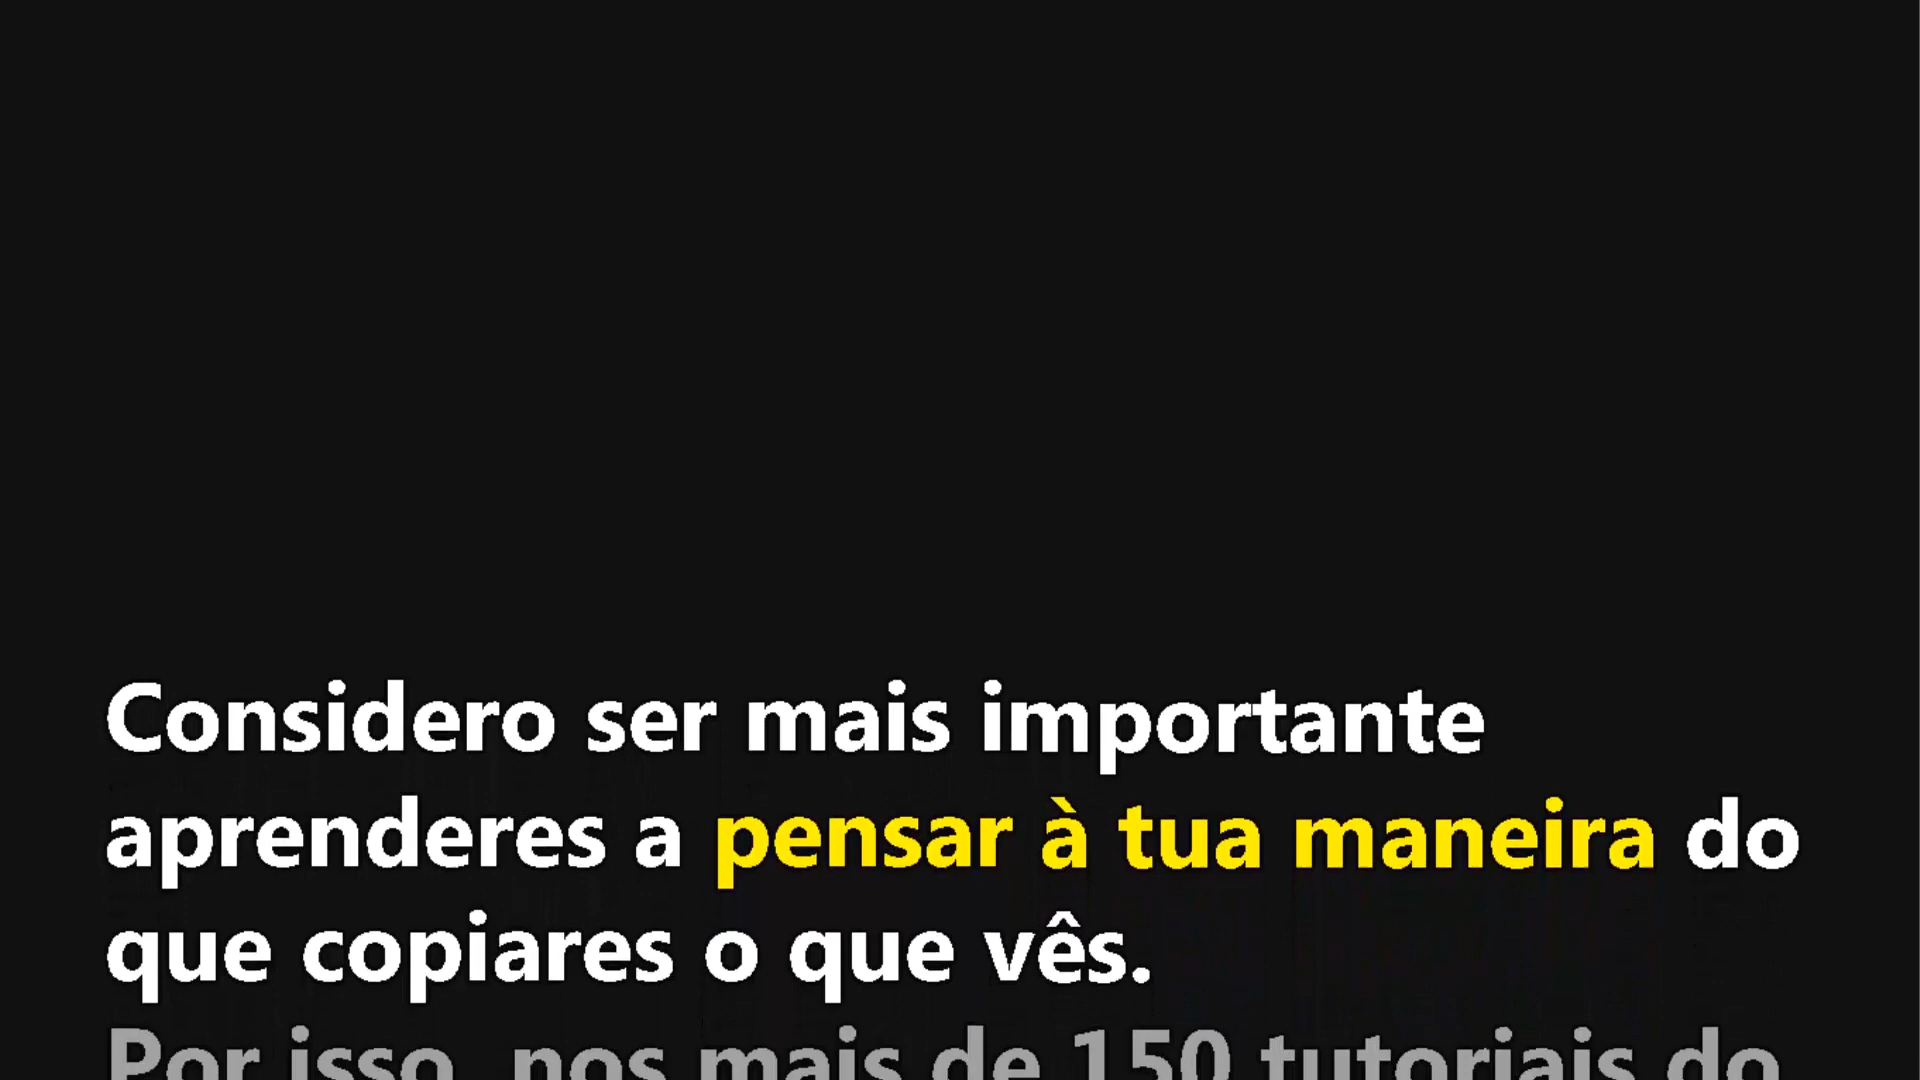 Considero ser mais importante
aprenderes a pensar à tua maneira do
que copiares o que vês.
Por isso, nos mais de 150 tutoriais do